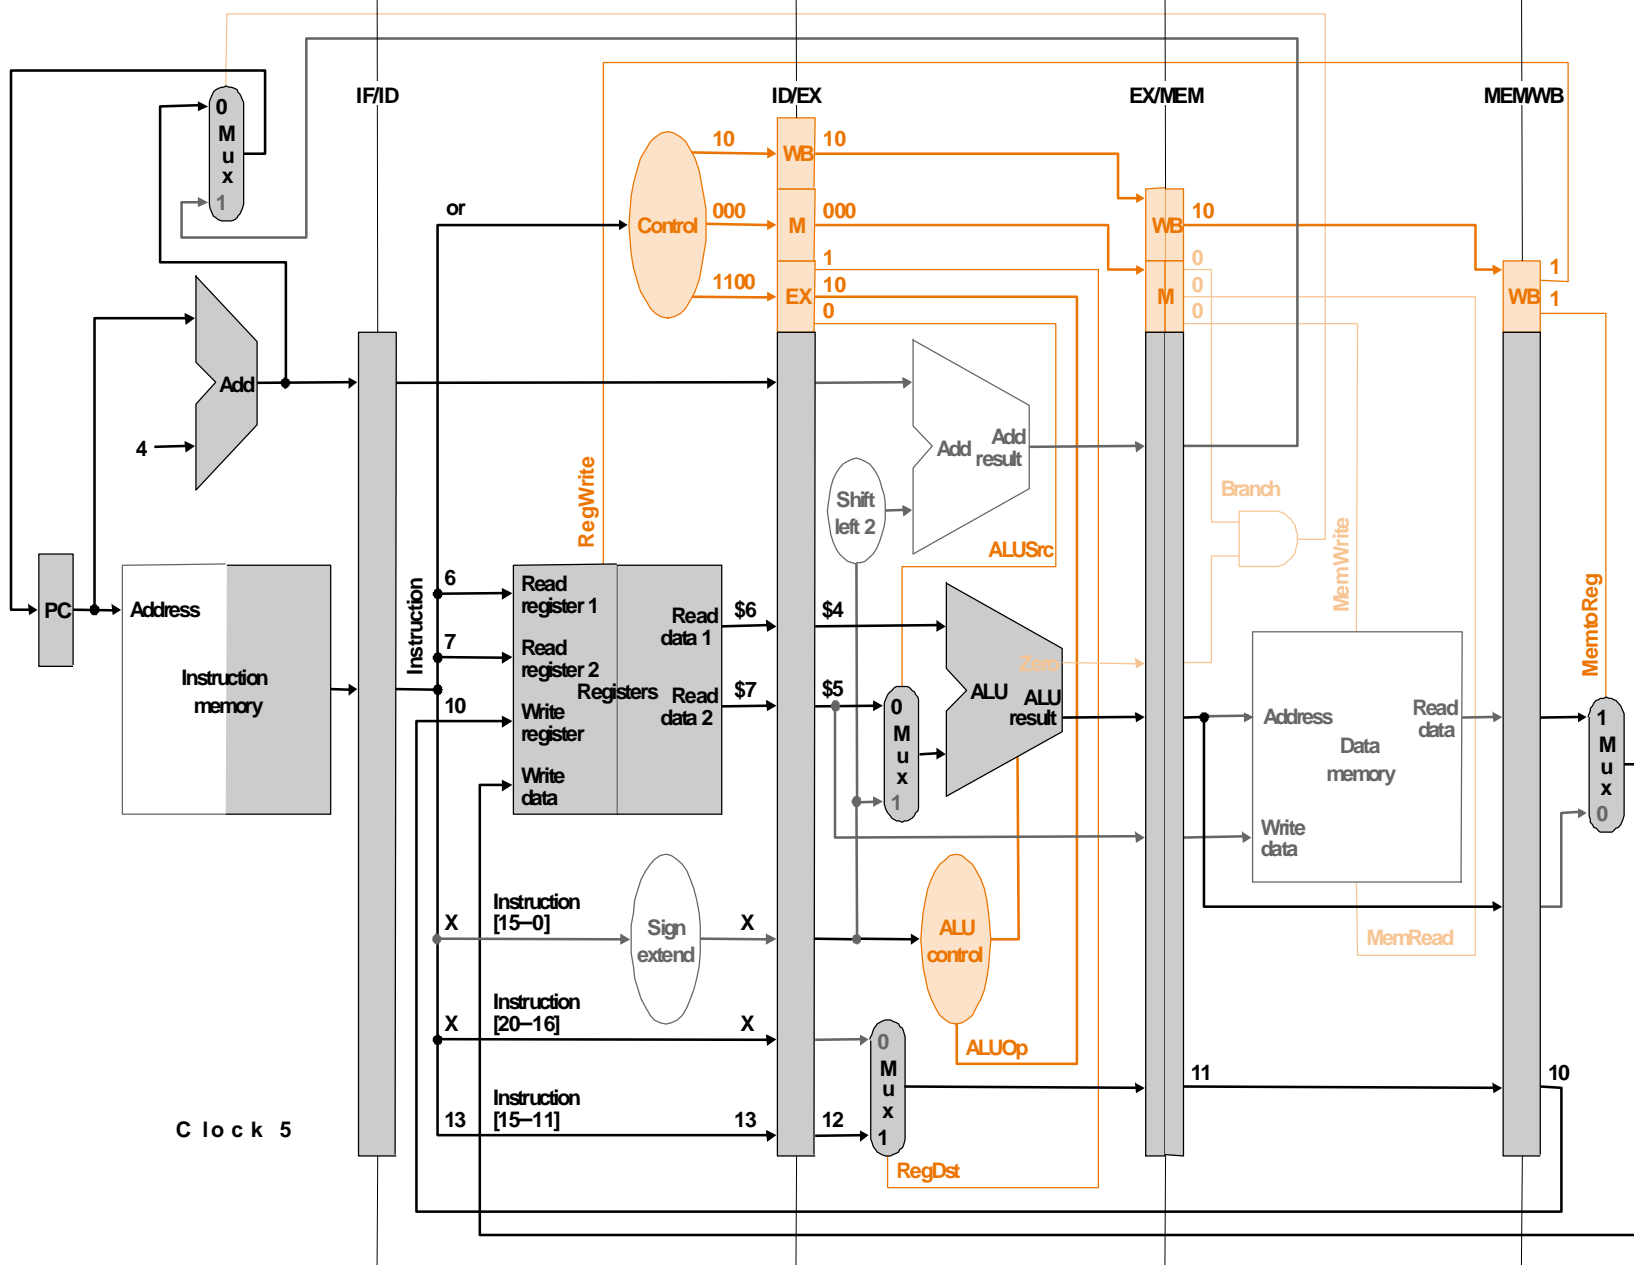 IF/ID
ID/EX
EX/MEM
MEM/WB
0
M
u
x
1
or
Control
10
000
1100
WB
M
EX
10
000
1
10
0
WB
M
10
0
0
0
WB
1
1
Add
4
Add
Add
result
Shift
left 2
RegWrite
ALUSrc
Branch
MemWrite
MemtoReg
PC
Address
Instruction
memory
Instruction
6
7
10
Read
register 1
Read
register 2
Registers
Write
register
Write
data
Read
data 1
Read
data 2
$6
$7
$4
$5
0
M
u
x
1
Zero
ALU
ALU
result
Address
Read
data
Data
memory
Write
data
1
M
u
x
0
X
Instruction
[15–0]
Sign
extend
X
ALU
control
MemRead
X
Instruction
[20–16]
X
ALUOp
0
M
u
x
1
13
Instruction
[15–11]
13
12
11
10
RegDst
Clock 5